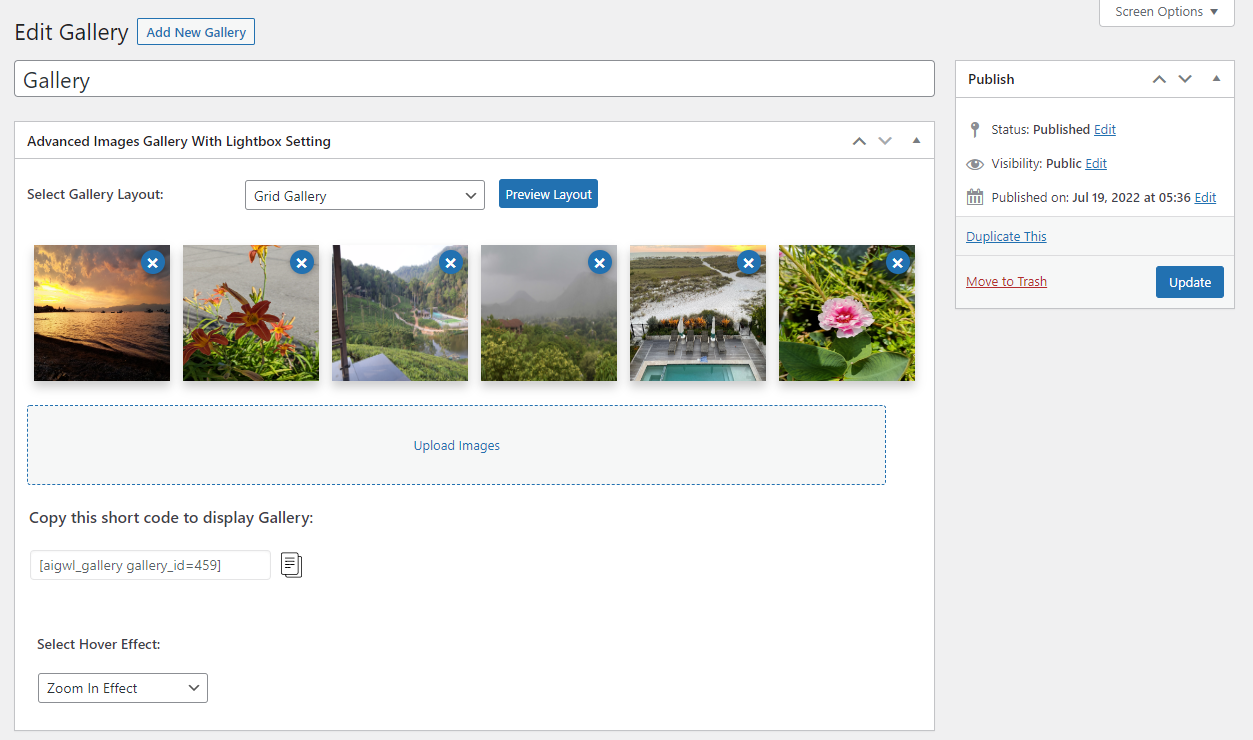 Screen Options
Edit Gallery Add New Gallery
Gallery
Advanced Images Gallery With Lightbox Setting
Select Gallery Layout: Grid Gallery Preview Layout
Upload Images
Copy this short code to display Gallery:
[aigwl_gallery gallery_id=459]
Select Hover Effect:
Zoom In Effect
Publish
Status: Published Edit
Visibility: Public Edit
Published on: Jul 19, 2022 at 05:36 Edit
Duplicate This
Move to Trash Update